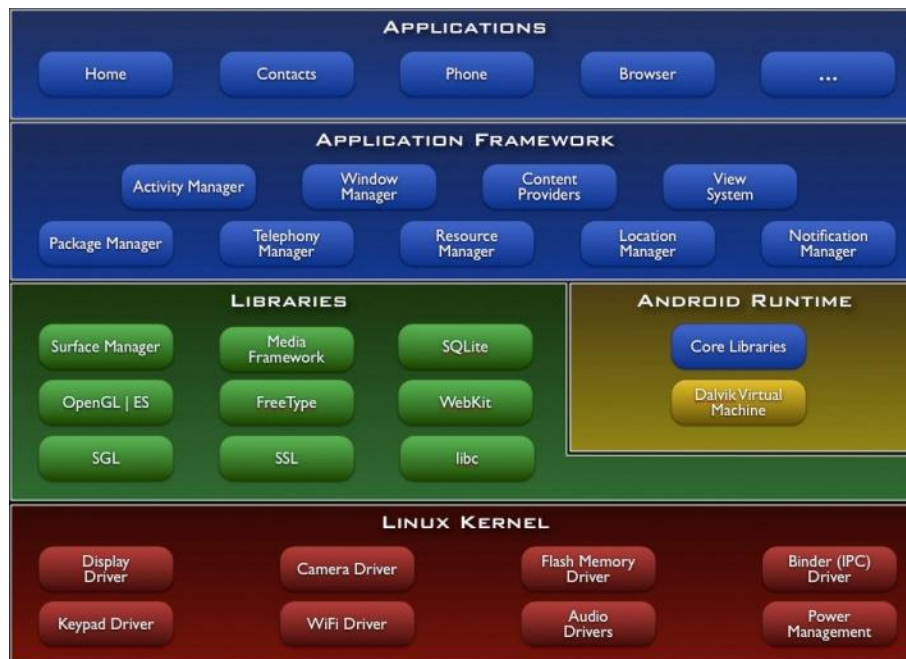 APPLICATIONS
Home
Contacts
Phone
Browser
...
APPLICATION FRAMEWORK
Activity Manager
Window
Manager
Content
Providers
View
System
Package Manager
Telephony
Manager
Resource
Manager
Location
Manager
Notification
Manager
LIBRARIES
Surface Manager
Media
Framework
SQLite
OpenGL | ES
FreeType
WebKit
SGL
SSL
libc
ANDROID RUNTIME
Core Libraries
Dalvik Virtual
Machine
LINUX KERNEL
Display
Driver
Camera Driver
Flash Memory
Driver
Binder (IPC)
Driver
Keypad Driver
WiFi Driver
Audio
Drivers
Power
Management